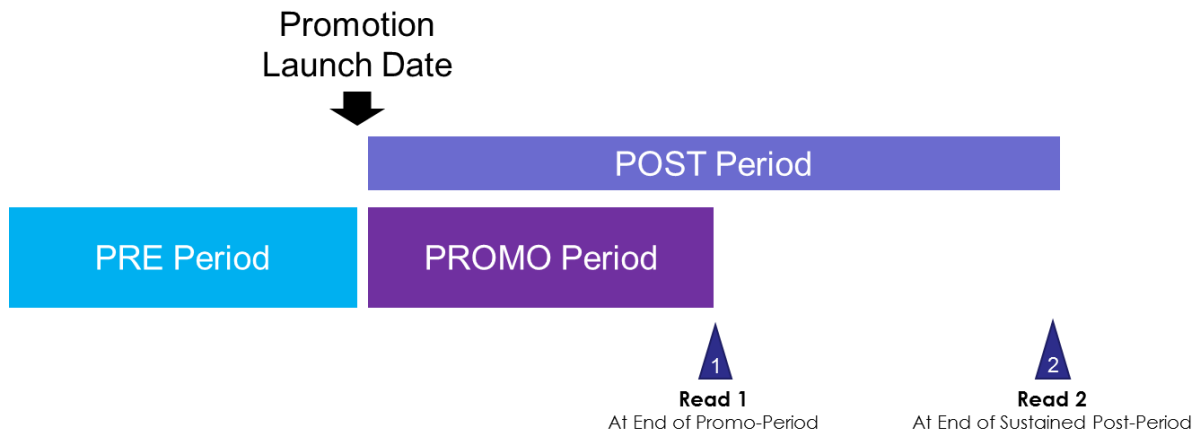 Promotion
Launch Date
POST Period
PRE Period
PROMO Period
1
2
Read 1
At End of Promo-Period
Read 2
At End of Sustained Post-Period